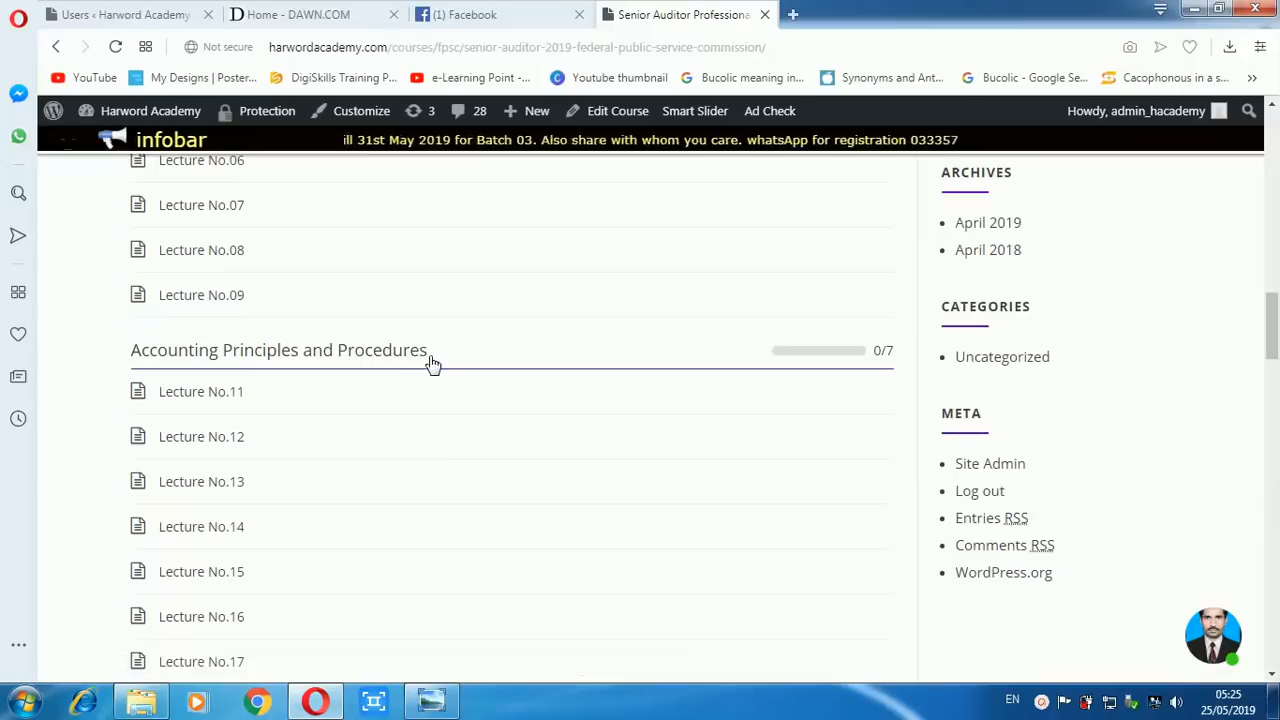 Users ‹ Harword Academy
Home - DAWN.COM
(1) Facebook
Senior Auditor Professiona
Not secure
harwordacademy.com/courses/fpsc/senior-auditor-2019-federal-public-service-commission/
YouTube
My Designs | Poster...
DigiSkills Training P...
e-Learning Point -...
Youtube thumbnail
Bucolic meaning in...
Synonyms and Ant...
Bucolic - Google Se...
Cacophonous in a s...
»
Harword Academy
Protection
Customize
3
28
New
Edit Course
Smart Slider
Ad Check
Howdy, admin_hacademy
infobar
ill 31st May 2019 for Batch 03. Also share with whom you care. whatsApp for registration 033357
Lecture No.06
Lecture No.07
Lecture No.08
Lecture No.09
Accounting Principles and Procedures
0/7
Lecture No.11
Lecture No.12
Lecture No.13
Lecture No.14
Lecture No.15
Lecture No.16
Lecture No.17
ARCHIVES
April 2019
April 2018
CATEGORIES
Uncategorized
META
Site Admin
Log out
Entries RSS
Comments RSS
WordPress.org
EN
05:25
25/05/2019